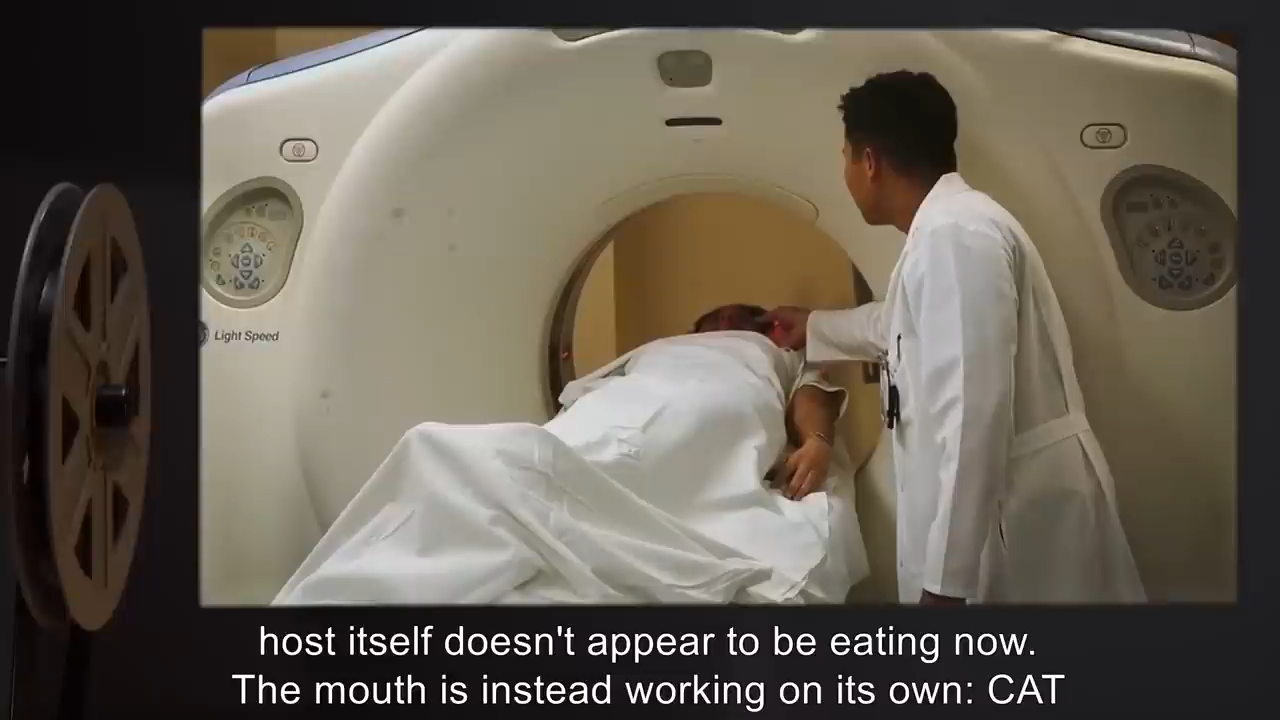 Light Speed
host itself doesn't appear to be eating now.
The mouth is instead working on its own: CAT